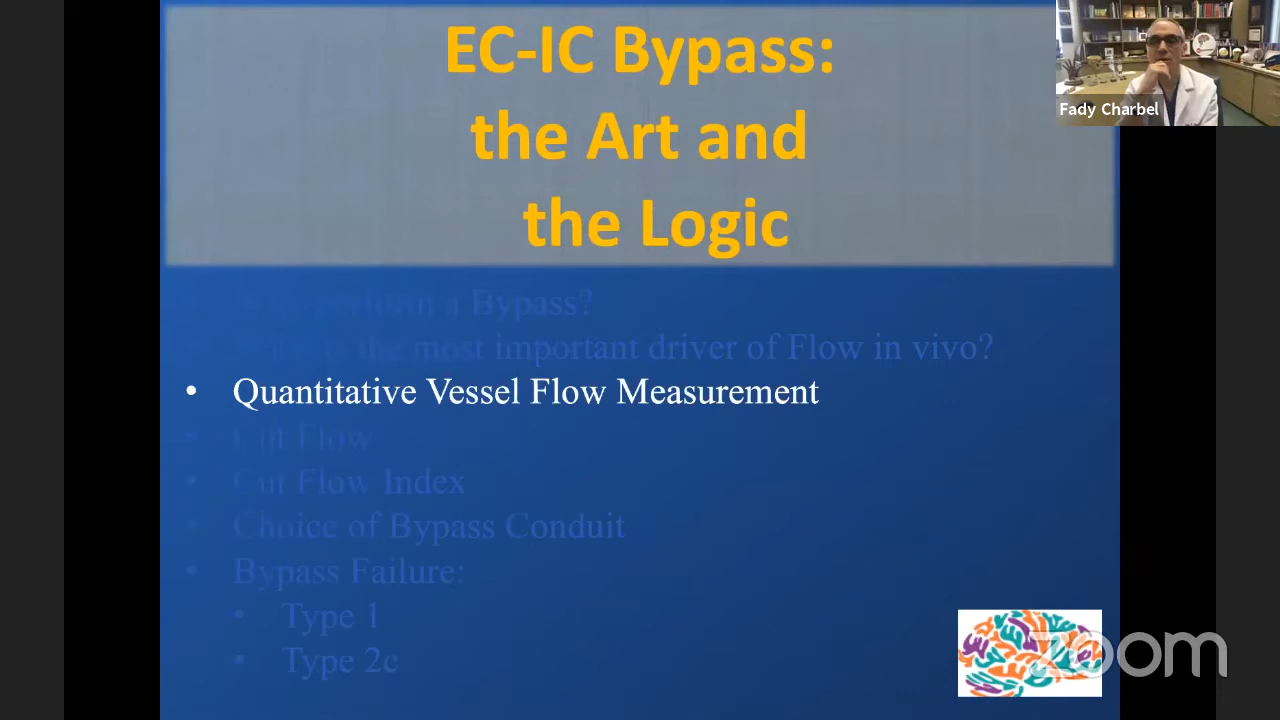 EC-IC Bypass:
the Art and
the Logic
Fady Charbel
• perform a Bypass?
• is the most important driver of Flow in vivo?
• Quantitative Vessel Flow Measurement
• Cut Flow
• Cut Flow Index
• Choice of Bypass Conduit
• Bypass Failure:
• Type 1
• Type 2c
zoom